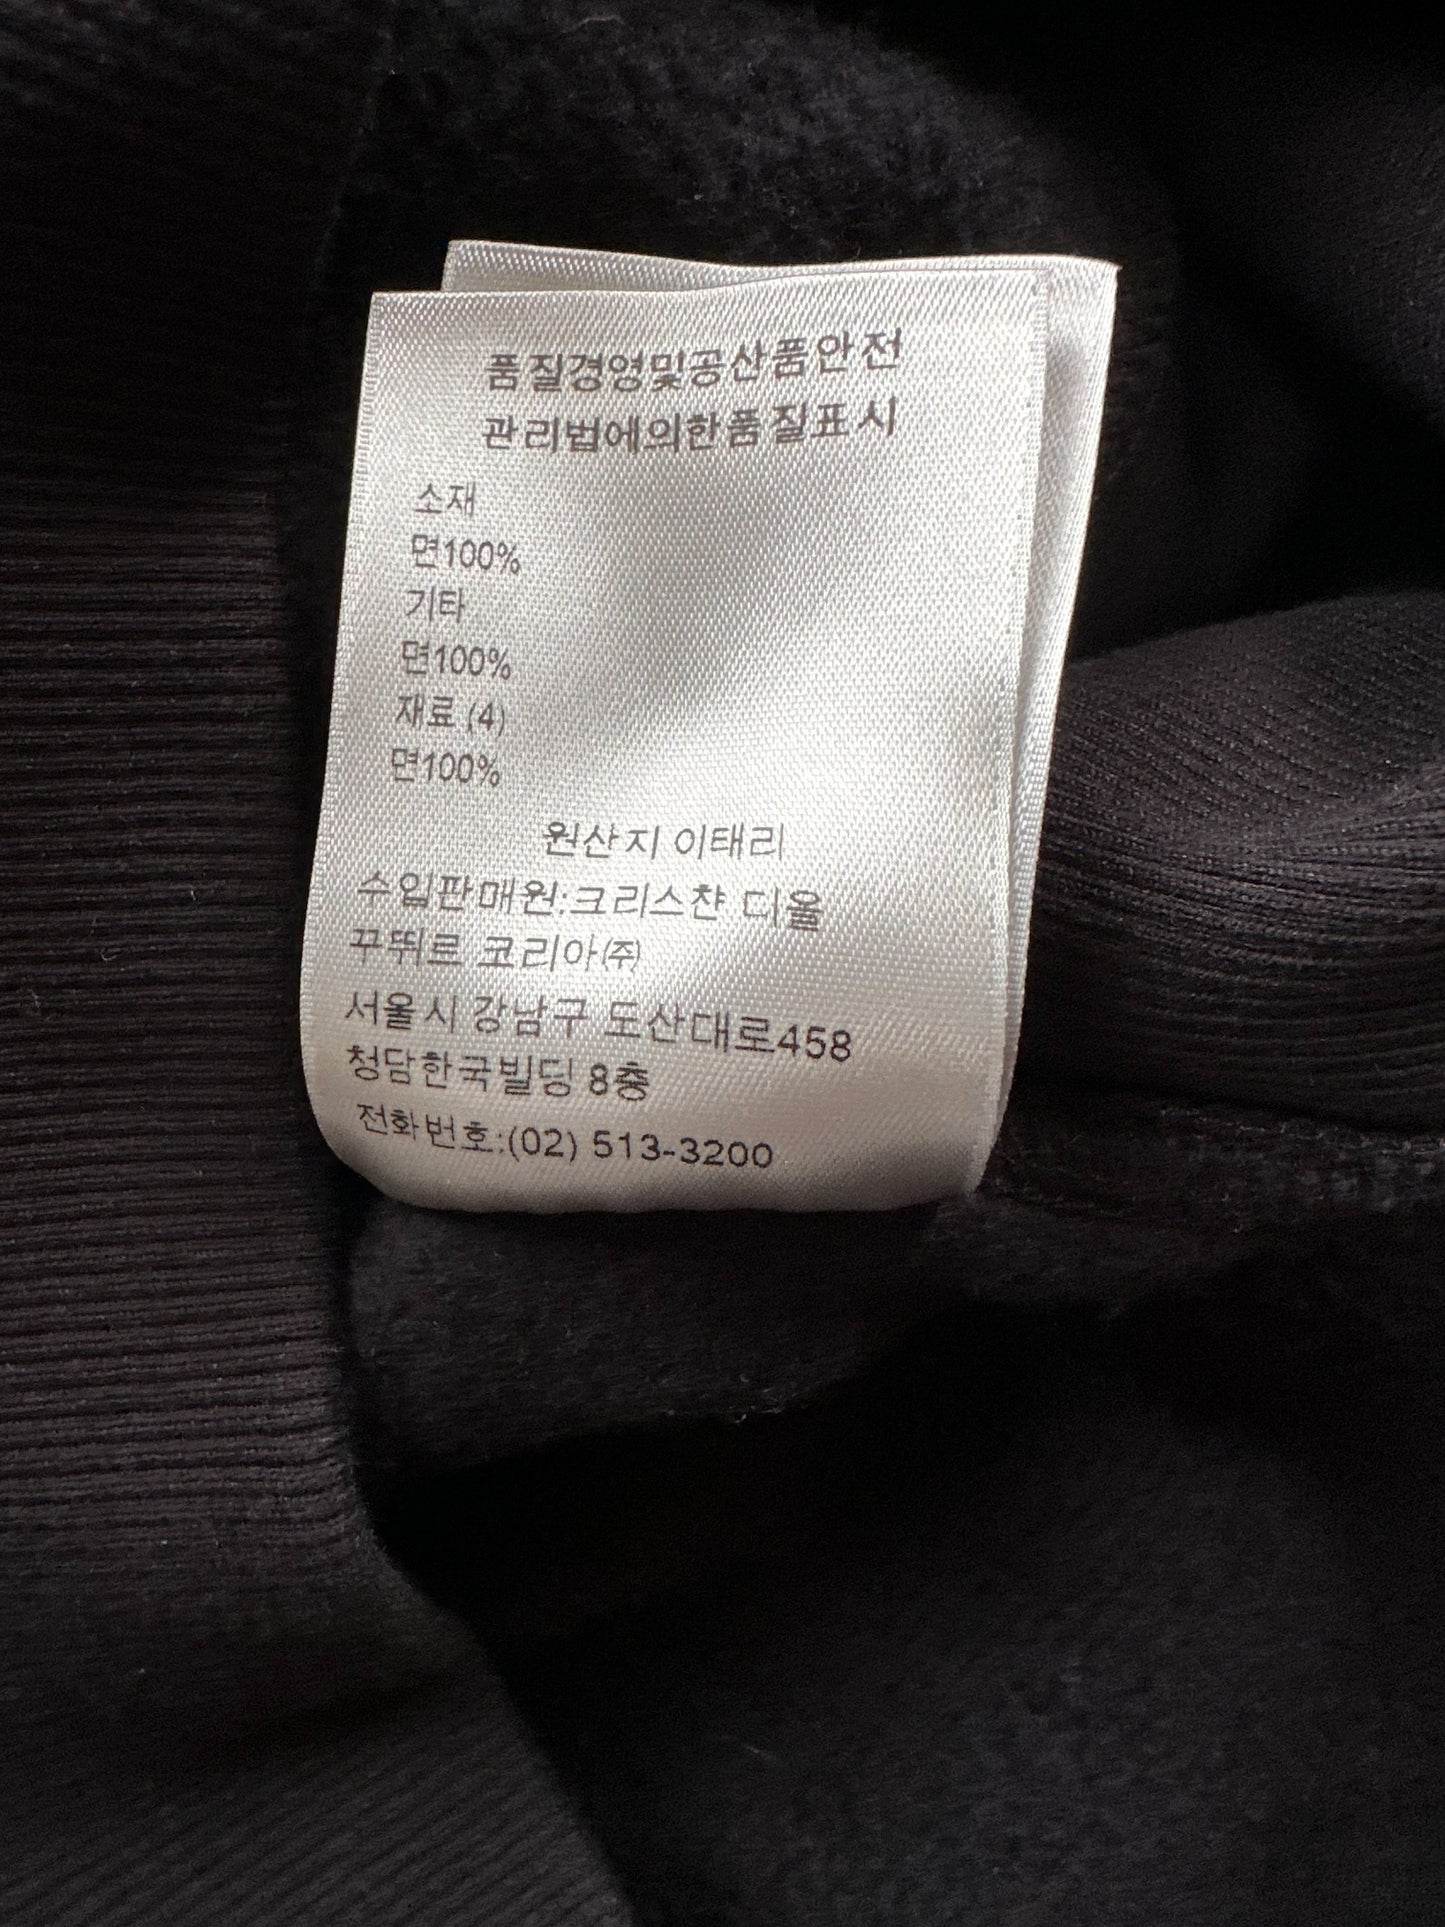 품질경영및공산품안전
관리법에의한품질표시
소재
면100%
기타
면100%
재료 (4)
면100%
원산지 이태리
수입판매원:크리스챤 디올
꾸뛰르 코리아㈜
서울시 강남구 도산대로458
청담한국빌딩 8층
전화번호:(02) 513-3200